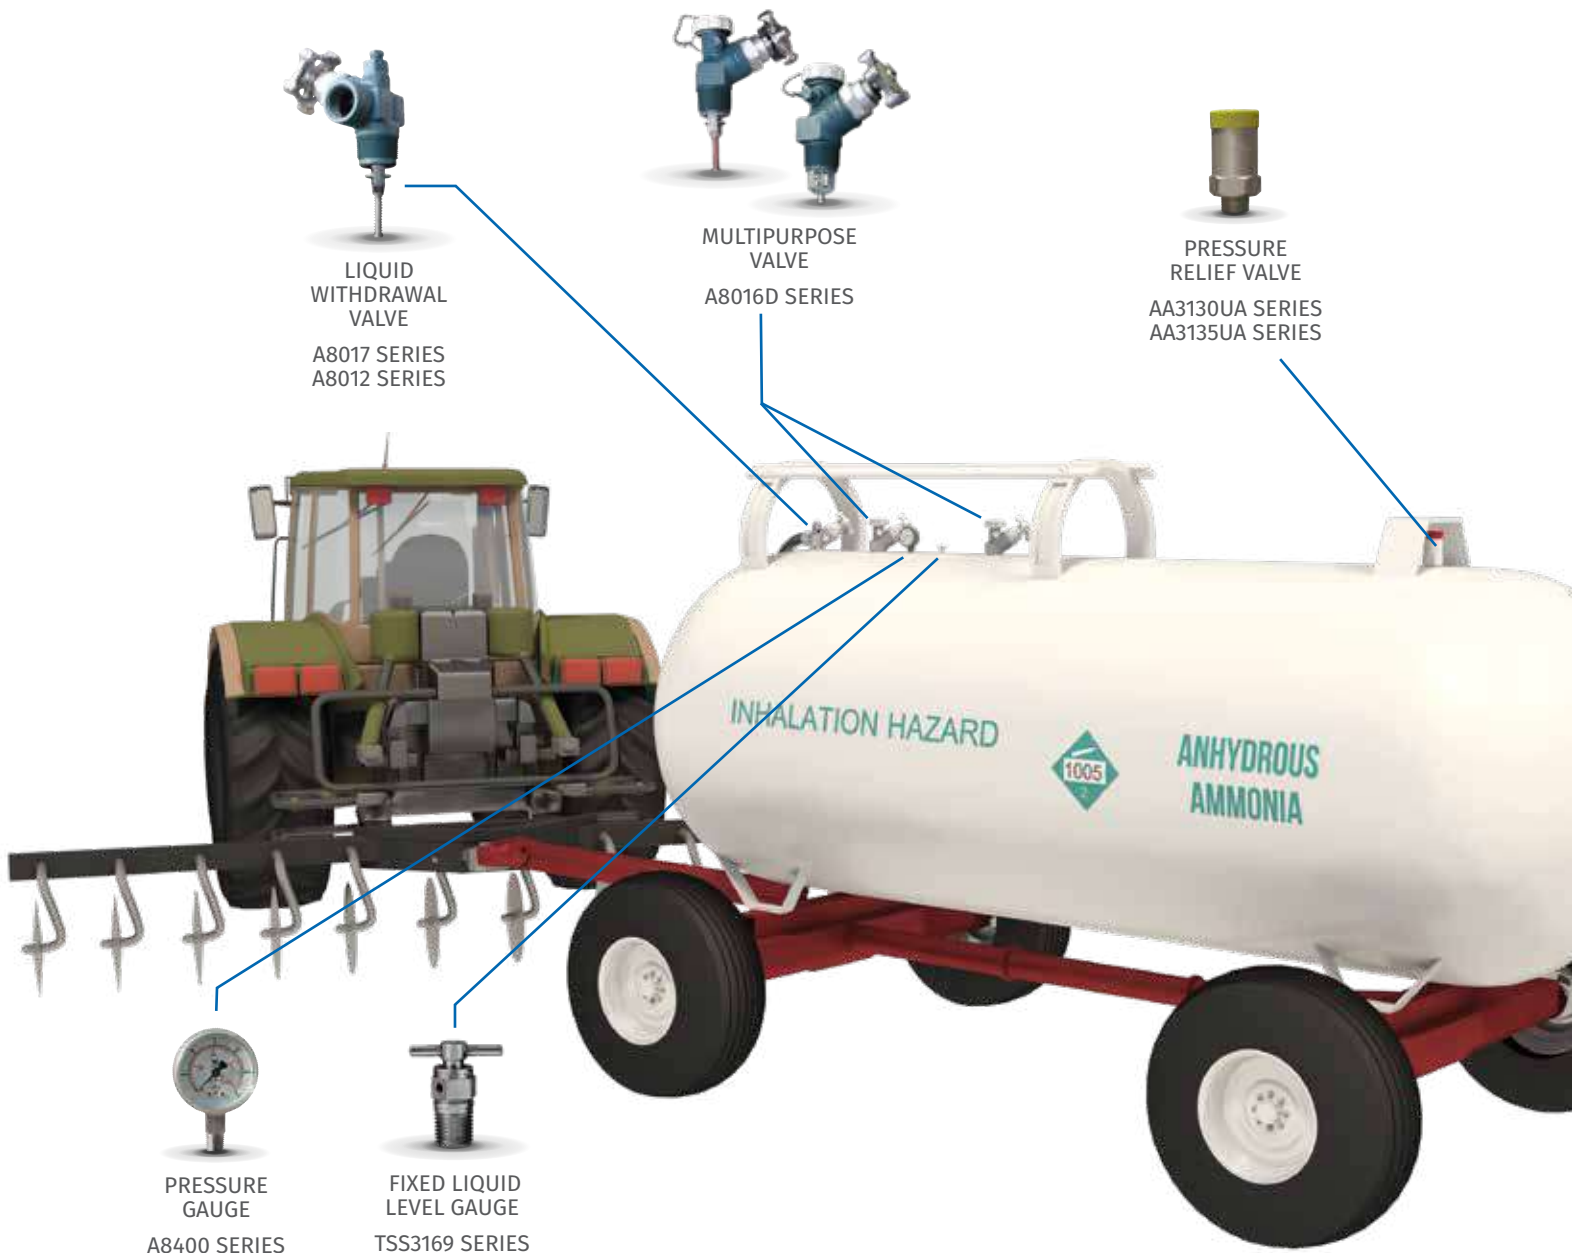 LIQUID
WITHDRAWAL
VALVE
A8017 SERIES
A8012 SERIES
MULTIPURPOSE
VALVE
A8016D SERIES
PRESSURE
RELIEF VALVE
AA3130UA SERIES
AA3135UA SERIES
INHALATION HAZARD
1005
2
ANHYDROUS
AMMONIA
PRESSURE
GAUGE
A8400 SERIES
FIXED LIQUID
LEVEL GAUGE
TSS3169 SERIES